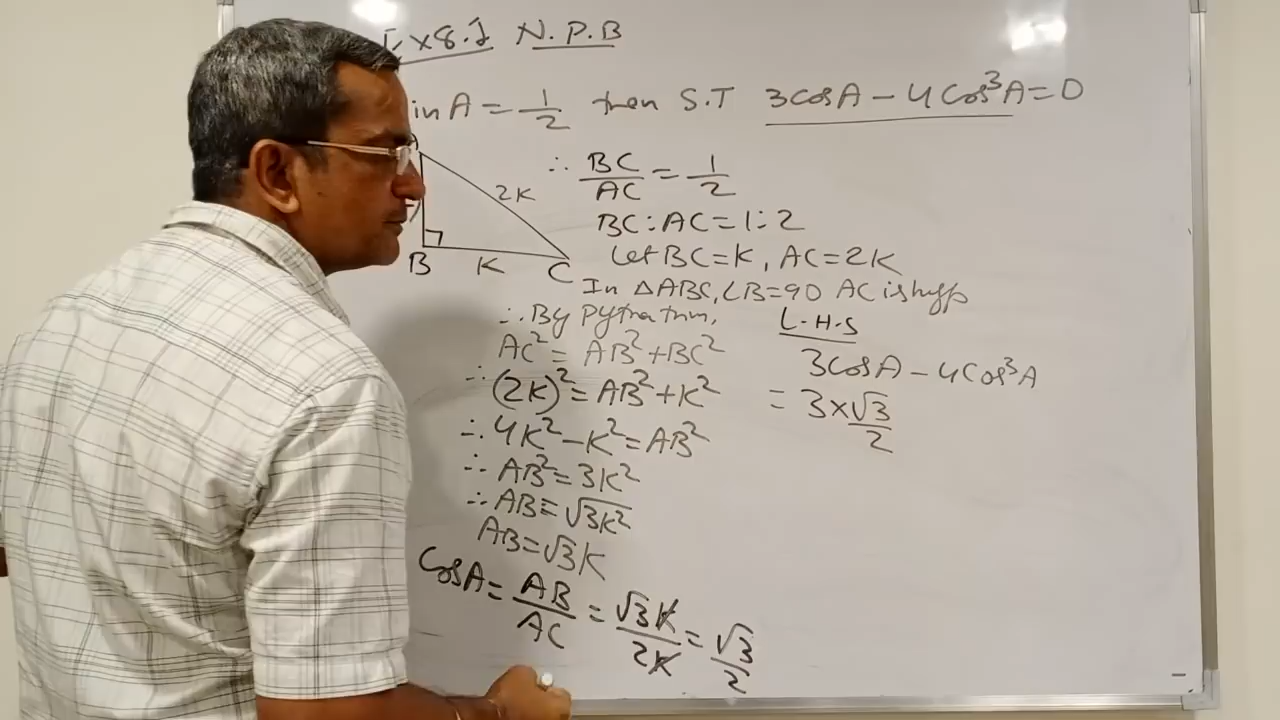 Ex 8.1 N.P.B
in A = 1/2 then S.T 3cosA - 4cos³A = 0
∴ BC/AC = 1/2
BC : AC = 1 : 2
Let BC = K, AC = 2K
2K
B K C
In △ABC, ∠B = 90 AC is hyp
∴ By Pytha thm,
AC² = AB² + BC²
∴ (2K)² = AB² + K²
∴ 4K² - K² = AB²
∴ AB² = 3K²
∴ AB = √3K²
AB = √3K
CosA = AB/AC = √3K/2K = √3/2
L.H.S
3cosA - 4cos³A
= 3 × √3/2